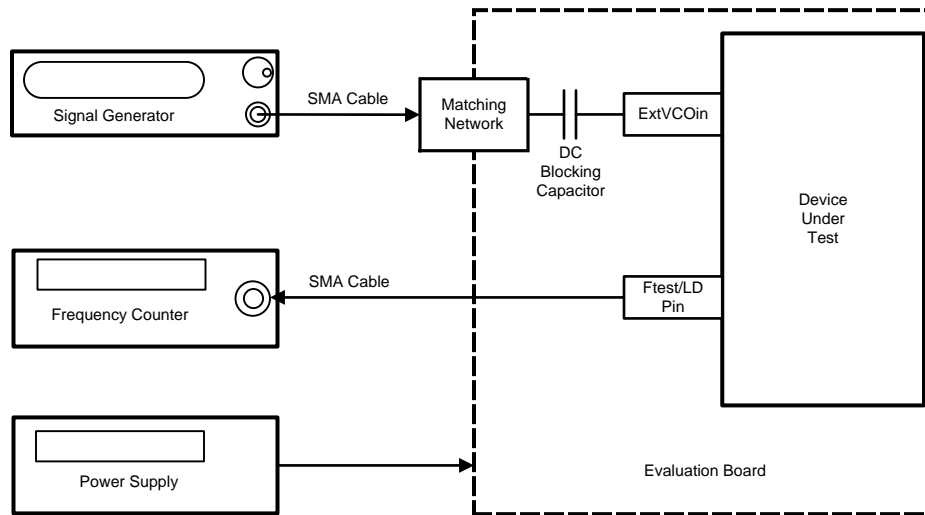 Signal Generator
SMA Cable
Matching
Network
DC
Blocking
Capacitor
ExtVCOin
Device
Under
Test
Frequency Counter
SMA Cable
Ftest/LD
Pin
Power Supply
Evaluation Board